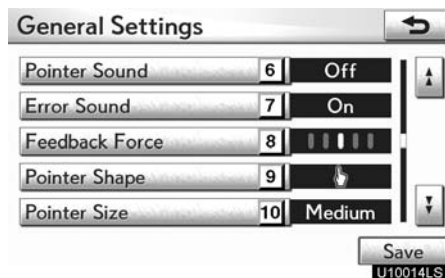 General Settings
Pointer Sound 6 Off
Error Sound 7 On
Feedback Force 8
Pointer Shape 9
Pointer Size 10 Medium
Save
U10014LS